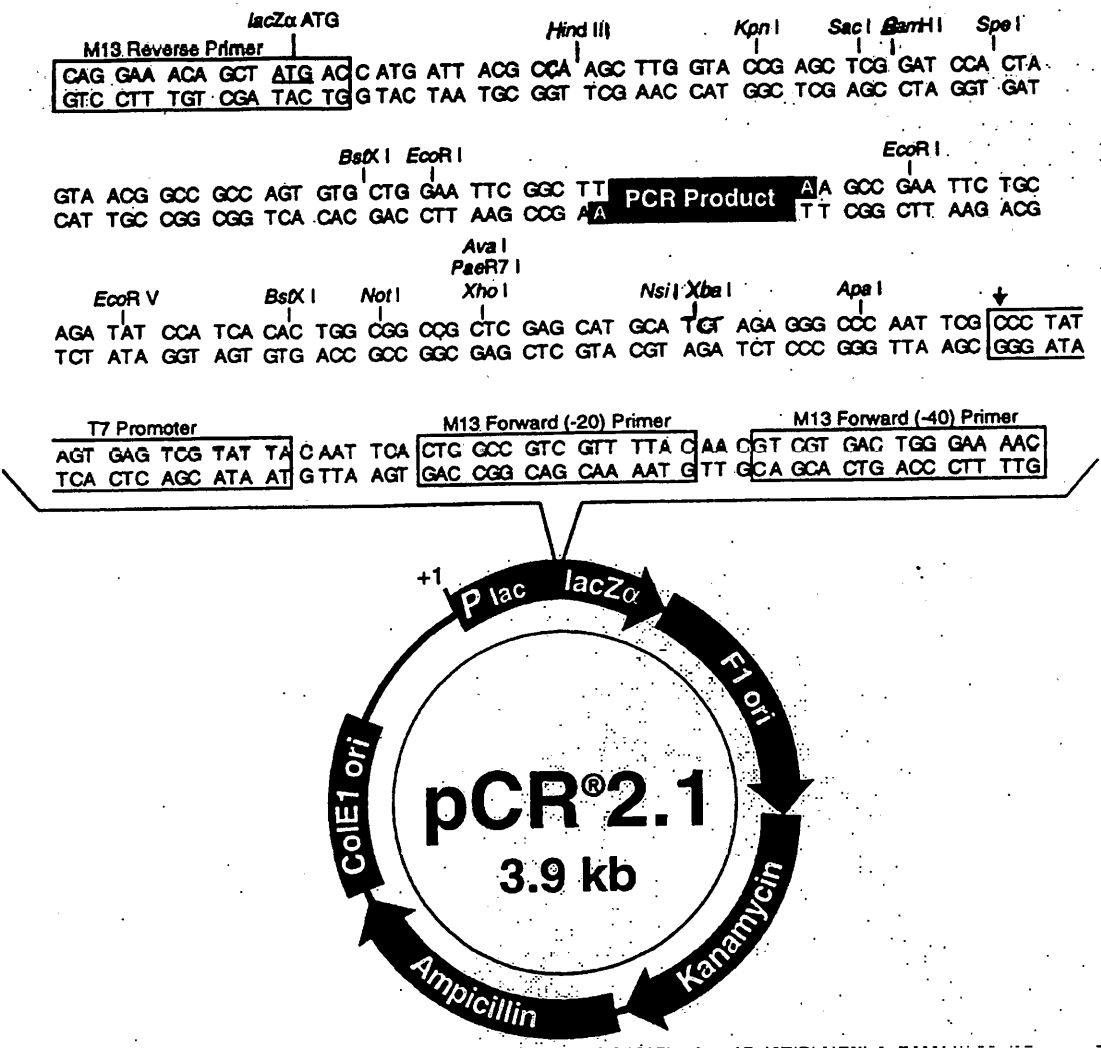 lacZα ATG
Hind III Kpn I Sac I BamH I Spe I
M13 Reverse Primer
CAG GAA ACA GCT ATG AC C ATG ATT ACG CCA AGC TTG GTA CCG AGC TCG GAT CCA CTA
GTC CTT TGT CGA TAC TG G TAC TAA TGC GGT TCG AAC CAT GGC TCG AGC CTA GGT GAT
BstX I EcoR I EcoR I
GTA ACG GCC GCC AGT GTG CTG GAA TTC GGC TT PCR Product A A GCC GAA TTC TGC
CAT TGC CGG CGG TCA CAC GAC CTT AAG CCG A A T T CGG CTT AAG ACG
Ava I
PaeR7 I
EcoR V BstX I Not I Xho I Nsi I Xba I Apa I
AGA TAT CCA TCA CAC TGG CGG CCG CTC GAG CAT GCA TCT AGA GGG CCC AAT TCG CCC TAT
TCT ATA GGT AGT GTG ACC GCC GGC GAG CTC GTA CGT AGA TCT CCC GGG TTA AGC GGG ATA
T7 Promoter M13 Forward (-20) Primer M13 Forward (-40) Primer
AGT GAG TCG TAT TA C AAT TCA CTG GCC GTC GTT TTA C AA C GT CGT GAC TGG GAA AAC
TCA CTC AGC ATA AT G TTA AGT GAC CGG CAG CAA AAT G TT G CA GCA CTG ACC CTT TTG
+1
P lac
lacZα
F1 ori
Kanamycin
Ampicillin
ColE1 ori
pCR®2.1
3.9 kb